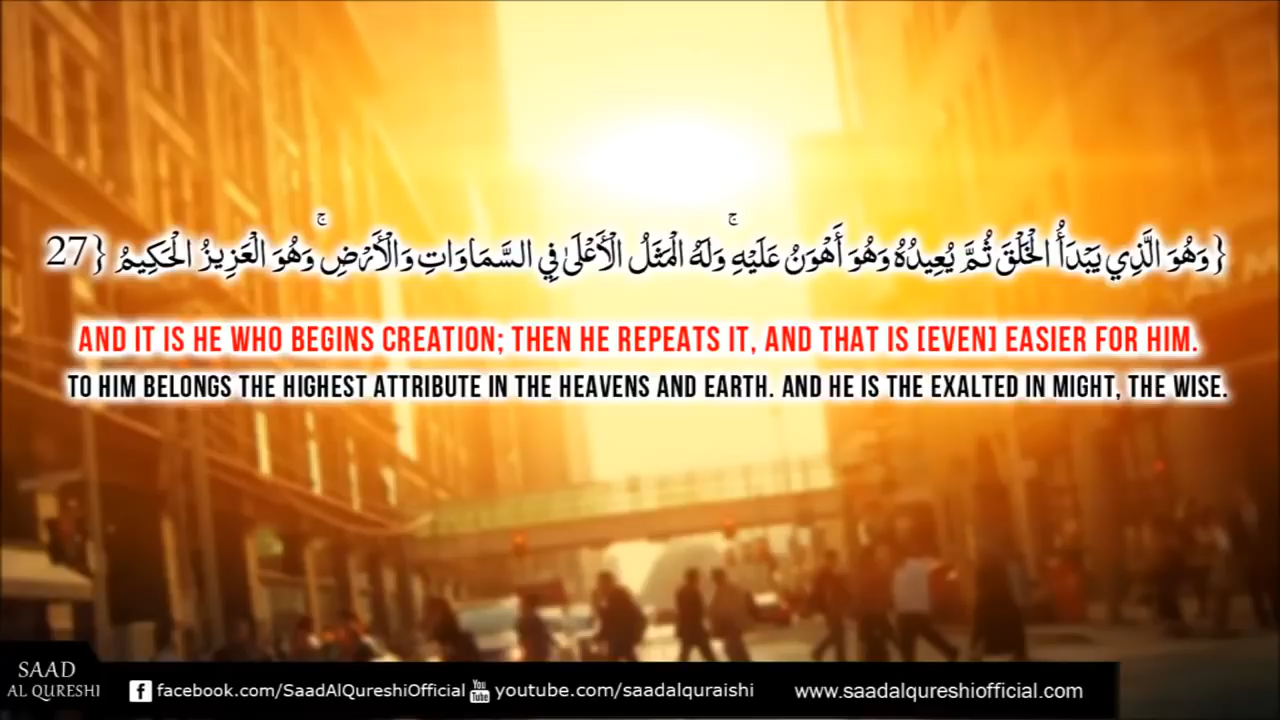 { وَهُوَ الَّذِي يَبْدَأُ الْخَلْقَ ثُمَّ يُعِيدُهُ وَهُوَ أَهْوَنُ عَلَيْهِ ۚ وَلَهُ الْمَثَلُ الْأَعْلَىٰ فِي السَّمَاوَاتِ وَالْأَرْضِ ۚ وَهُوَ الْعَزِيزُ الْحَكِيمُ {27
AND IT IS HE WHO BEGINS CREATION; THEN HE REPEATS IT, AND THAT IS [EVEN] EASIER FOR HIM.
TO HIM BELONGS THE HIGHEST ATTRIBUTE IN THE HEAVENS AND EARTH. AND HE IS THE EXALTED IN MIGHT, THE WISE.
SAAD
AL QURESHI
f facebook.com/SaadAlQureshiOfficial You Tube youtube.com/saadalquraishi www.saadalqureshiofficial.com